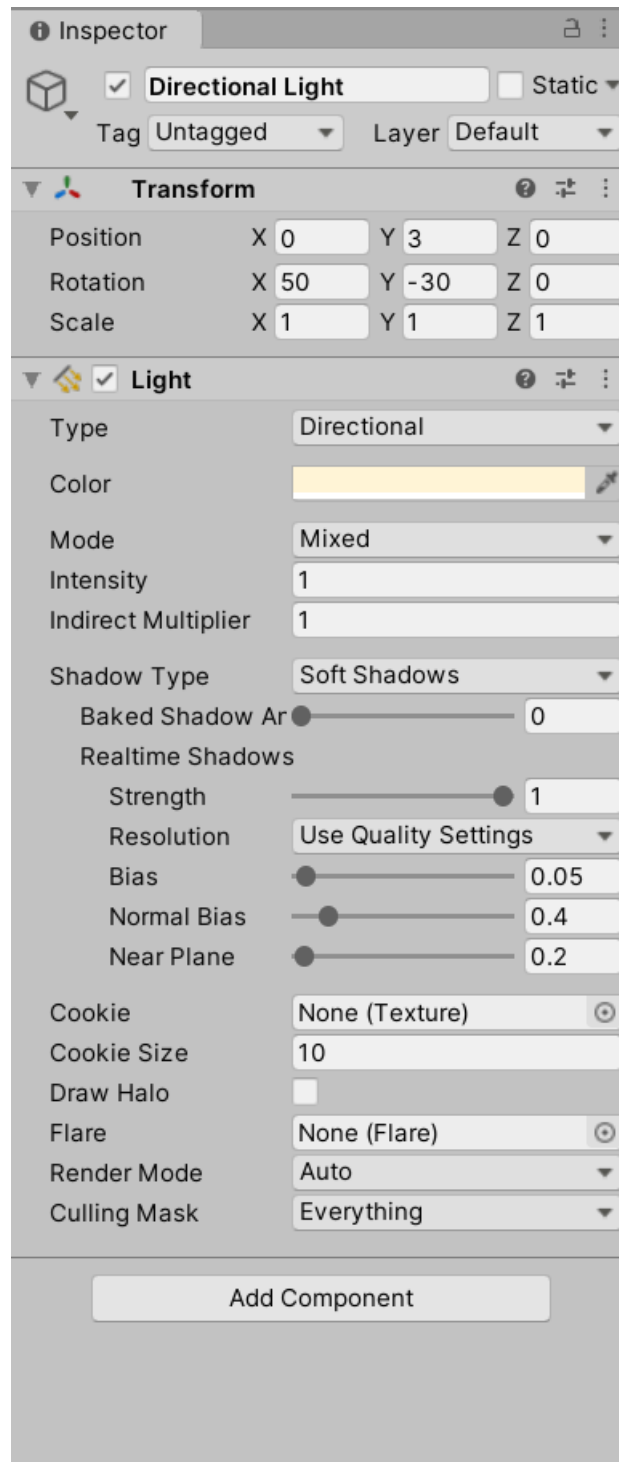 Inspector
Directional Light Static
Tag Untagged Layer Default
Transform
Position X 0 Y 3 Z 0
Rotation X 50 Y -30 Z 0
Scale X 1 Y 1 Z 1
Light
Type Directional
Color
Mode Mixed
Intensity 1
Indirect Multiplier 1
Shadow Type Soft Shadows
Baked Shadow Ar 0
Realtime Shadows
Strength 1
Resolution Use Quality Settings
Bias 0.05
Normal Bias 0.4
Near Plane 0.2
Cookie None (Texture)
Cookie Size 10
Draw Halo
Flare None (Flare)
Render Mode Auto
Culling Mask Everything
Add Component